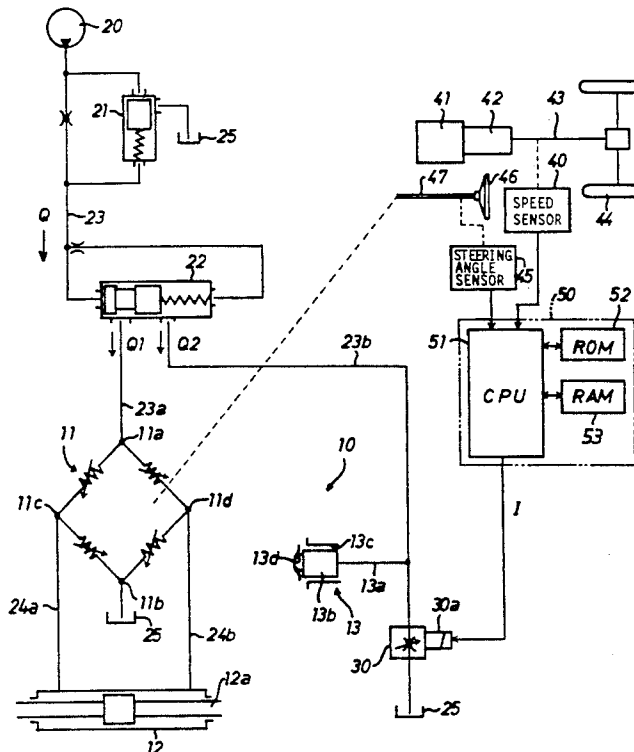 20
21
25
41
42
43
40
47
46
SPEED
SENSOR
44
23
Q
22
STEERING
ANGLE
SENSOR
45
50
52
51
CPU
ROM
RAM
53
Q1
Q2
23b
23a
11
11a
10
I
11c
11d
13c
13d
13a
13b
13
11b
30a
24a
25
24b
30
12a
25
12